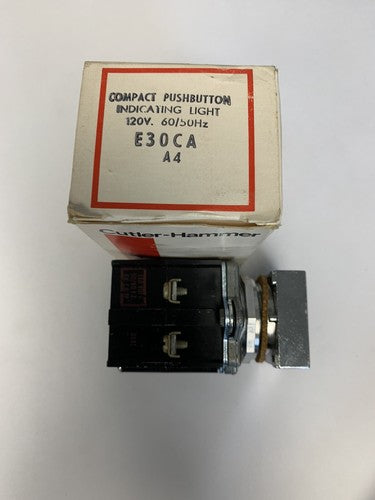 COMPACT PUSHBUTTON
INDICATING LIGHT
120V. 60/50Hz
E30CA
A4
Cutler-Hammer